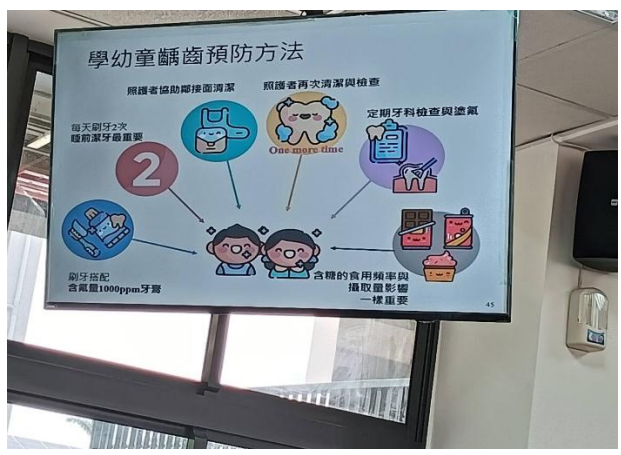 學幼童齲齒預防方法
照護者協助鄰接面清潔
照護者再次清潔與檢查
One more time
定期牙科檢查與塗氟
每天刷牙2次
睡前潔牙最重要
2
刷牙搭配
含氟量1000ppm牙膏
含糖的食用頻率與
攝取量影響
一樣重要
45